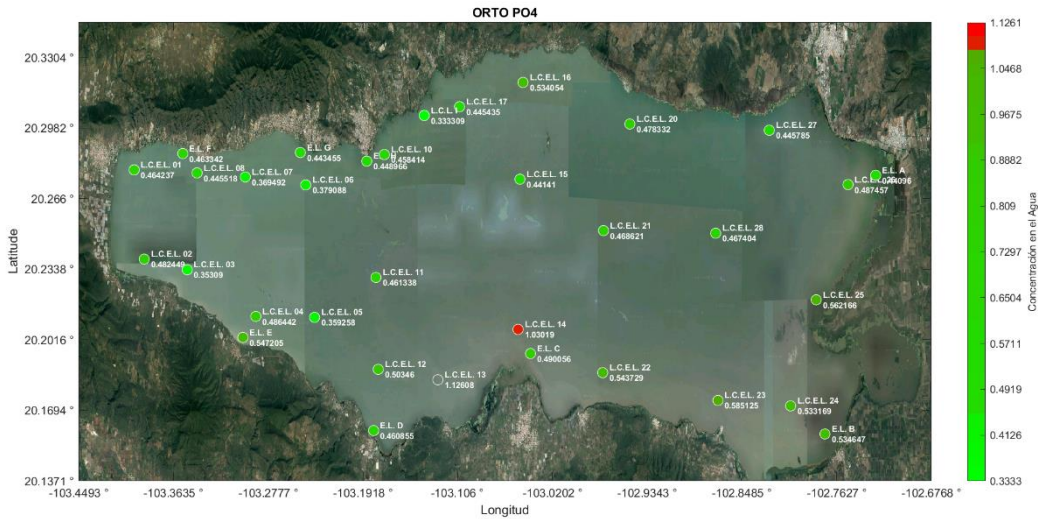 ORTO PO4
Latitude
20.3304 °
20.2982 °
20.266 °
20.2338 °
20.2016 °
20.1694 °
20.1371 °
L.C.E.L. 16
0.534054
L.C.E.L. 17
0.445435
L.C.L I
0.333309
L.C.E.L. 20
0.478332
L.C.E.L. 27
0.445785
E.L. F
0.463342
L.C.E.L. 01
0.464237
L.C.E.L. 08
0.445518
L.C.E.L. 07
0.369492
E.L. G
0.443455
L.C.E.L. 06
0.379088
L.C.E.L. 10
0.458414
0.448966
L.C.E.L. 15
0.44141
E.L. A
0.487457
L.C.E.L. 02
0.482449
L.C.E.L. 03
0.35309
L.C.E.L. 21
0.468621
L.C.E.L. 28
0.467404
L.C.E.L. 11
0.461338
L.C.E.L. 25
0.562166
L.C.E.L. 04
0.486442
L.C.E.L. 05
0.359258
E.L. E
0.547205
L.C.E.L. 14
1.03019
E.L. C
0.490056
L.C.E.L. 12
0.50346
L.C.E.L. 13
1.12608
L.C.E.L. 22
0.543729
L.C.E.L. 23
0.585125
L.C.E.L. 24
0.533169
E.L. D
0.460855
E.L. B
0.534647
-103.4493 °
-103.3635 °
-103.2777 °
-103.1918 °
-103.106 °
-103.0202 °
-102.9343 °
-102.8485 °
-102.7627 °
-102.6768 °
Longitud
1.1261
1.0468
0.9675
0.8882
0.809
0.7297
0.6504
0.5711
0.4919
0.4126
0.3333
Concentración en el Agua